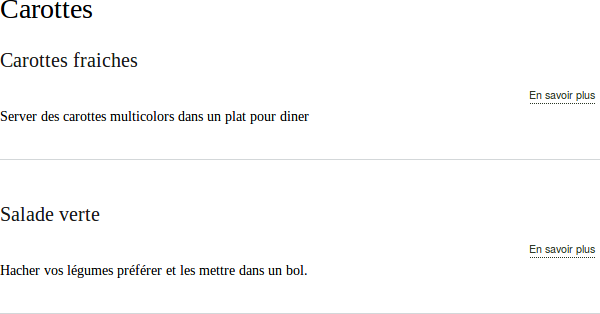 Carottes
Carottes fraiches
En savoir plus
Server des carottes multicolors dans un plat pour diner
Salade verte
En savoir plus
Hacher vos légumes préférer et les mettre dans un bol.